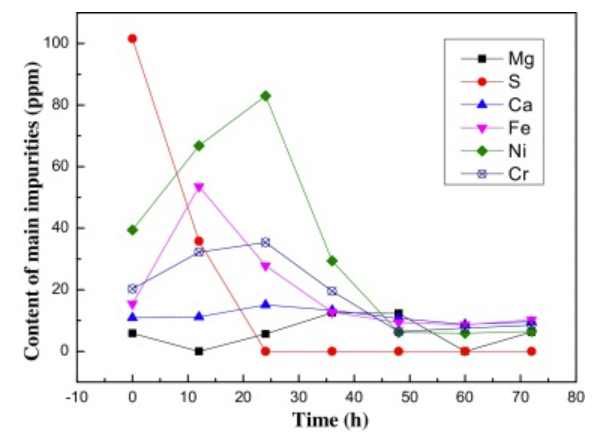 Content of main impurities (ppm)
100
80
60
40
20
0
Mg
S
Ca
Fe
Ni
Cr
-10 0 10 20 30 40 50 60 70 80
Time (h)